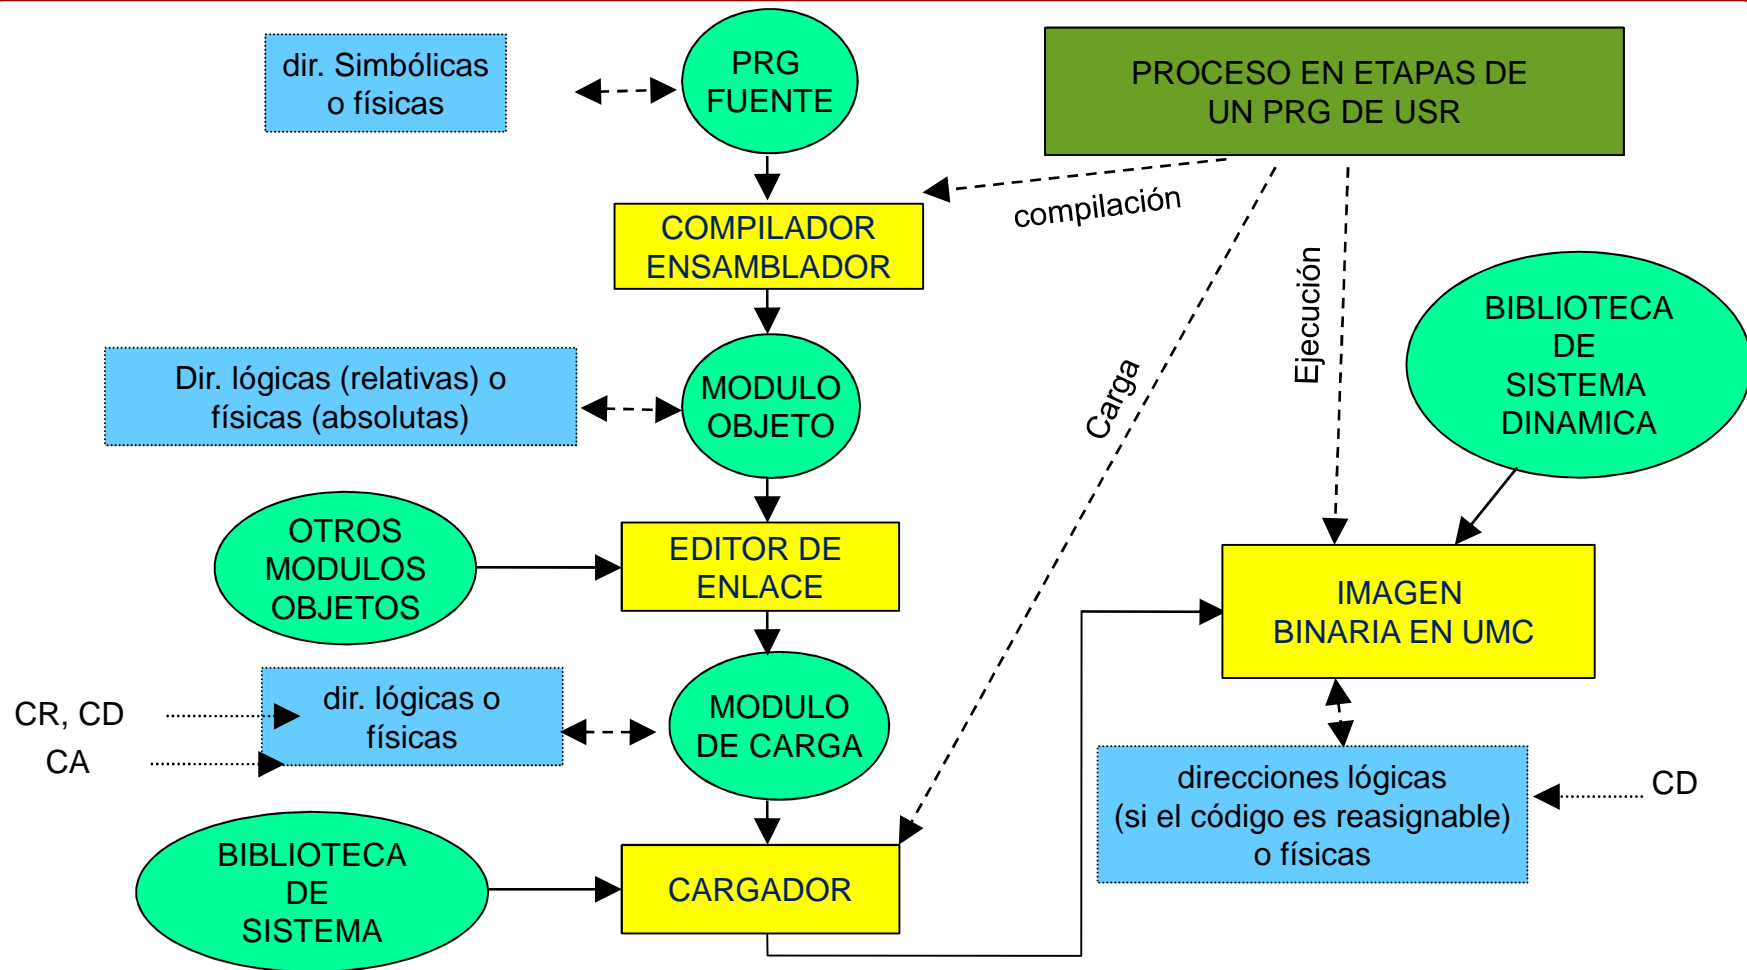 dir. Simbólicas
o físicas
PRG
FUENTE
PROCESO EN ETAPAS DE
UN PRG DE USR
compilación
COMPILADOR
ENSAMBLADOR
Ejecución
Carga
BIBLIOTECA
DE
SISTEMA
DINAMICA
Dir. lógicas (relativas) o
físicas (absolutas)
MODULO
OBJETO
OTROS
MODULOS
OBJETOS
EDITOR DE
ENLACE
IMAGEN
BINARIA EN UMC
CR, CD
CA
dir. lógicas o
físicas
MODULO
DE CARGA
direcciones lógicas
(si el código es reasignable)
o físicas
CD
BIBLIOTECA
DE
SISTEMA
CARGADOR